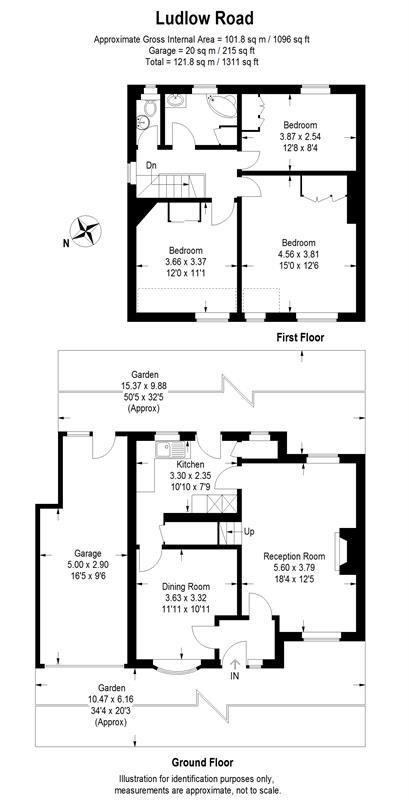 Ludlow Road
Approximate Gross Internal Area = 101.8 sq m / 1096 sq ft
Garage = 20 sq m / 215 sq ft
Total = 121.8 sq m / 1311 sq ft
Bedroom
3.87 x 2.54
12'8 x 8'4
Dn
N
Bedroom
3.66 x 3.37
12'0 x 11'1
Bedroom
4.56 x 3.81
15'0 x 12'6
First Floor
Garden
15.37 x 9.88
50'5 x 32'5
(Approx)
Kitchen
3.30 x 2.35
10'10 x 7'9
Up
Garage
5.00 x 2.90
16'5 x 9'6
Reception Room
5.60 x 3.79
18'4 x 12'5
Dining Room
3.63 x 3.32
11'11 x 10'11
IN
Garden
10.47 x 6.16
34'4 x 20'3
(Approx)
Ground Floor
Illustration for identification purposes only,
measurements are approximate, not to scale.